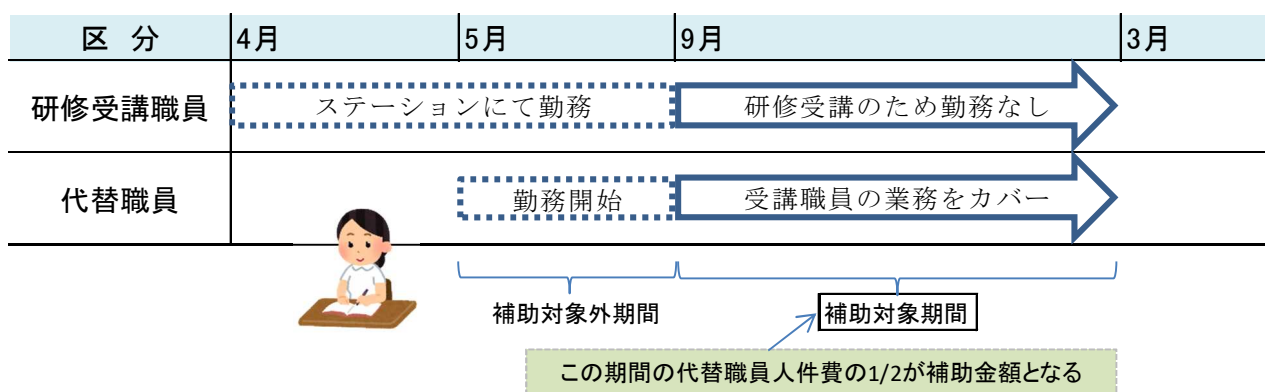 区 分 4月 5月 9月 3月
研修受講職員 ステーションにて勤務 研修受講のため勤務なし
代替職員 勤務開始 受講職員の業務をカバー
補助対象外期間 補助対象期間
この期間の代替職員人件費の1/2が補助金額となる